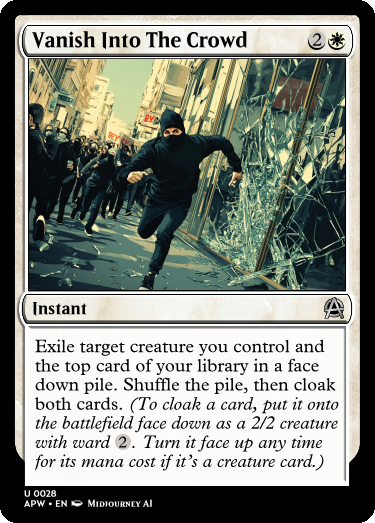 Vanish Into The Crowd 2
Instant
Exile target creature you control and
the top card of your library in a face
down pile. Shuffle the pile, then cloak
both cards. (To cloak a card, put it onto
the battlefield face down as a 2/2 creature
with ward 2. Turn it face up any time
for its mana cost if it's a creature card.)
U 0028
APW • EN Midjourney AI